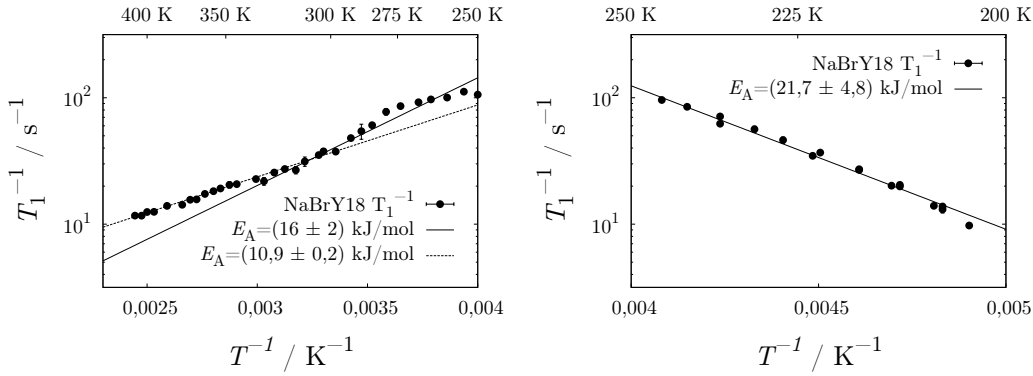 400 K 350 K 300 K 275 K 250 K
T₁⁻¹ / s⁻¹
10²
10¹
NaBrY18 T₁⁻¹
E_A=(16 ± 2) kJ/mol
E_A=(10,9 ± 0,2) kJ/mol
0,0025 0,003 0,0035 0,004
T⁻¹ / K⁻¹
250 K 225 K 200 K
T₁⁻¹ / s⁻¹
10²
10¹
NaBrY18 T₁⁻¹
E_A=(21,7 ± 4,8) kJ/mol
0,004 0,0045 0,005
T⁻¹ / K⁻¹